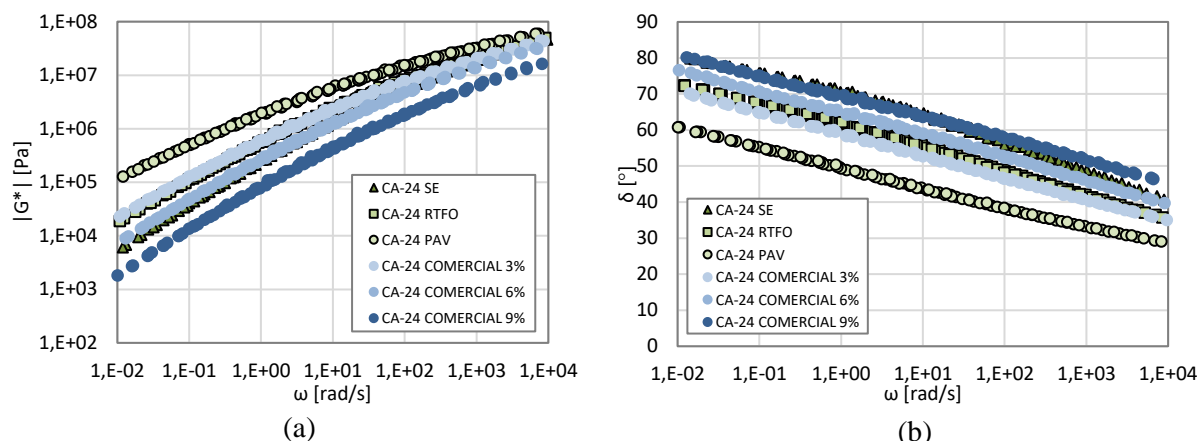 1,E+08
1,E+07
1,E+06
1,E+05
1,E+04
1,E+03
1,E+02
|G*| [Pa]
CA-24 SE
CA-24 RTFO
CA-24 PAV
CA-24 COMERCIAL 3%
CA-24 COMERCIAL 6%
CA-24 COMERCIAL 9%
1,E-02 1,E-01 1,E+00 1,E+01 1,E+02 1,E+03 1,E+04
ω [rad/s]
(a)
90
80
70
60
50
40
30
20
10
0
δ [°]
CA-24 SE
CA-24 RTFO
CA-24 PAV
CA-24 COMERCIAL 3%
CA-24 COMERCIAL 6%
CA-24 COMERCIAL 9%
1,E-02 1,E-01 1,E+00 1,E+01 1,E+02 1,E+03 1,E+04
ω [rad/s]
(b)